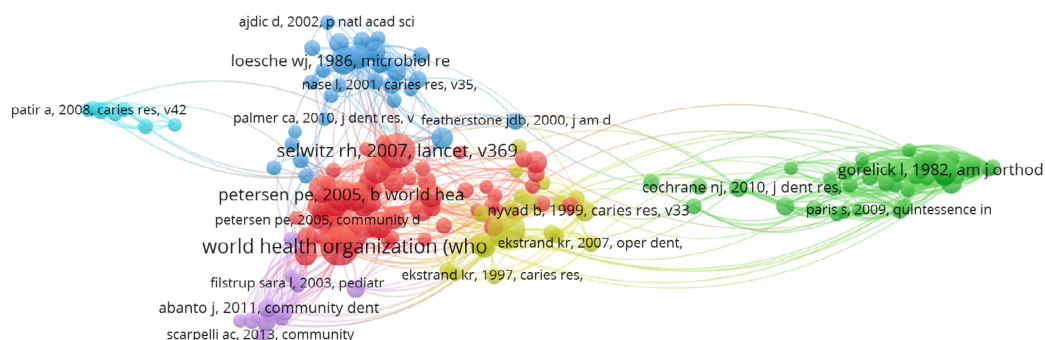 ajdic d, 2002, p natl acad sci
loesche wj, 1986, microbiol re
nase l, 2001, caries res, v35,
patir a, 2008, caries res, v42
palmer ca, 2010, j dent res, v
featherstone jdb, 2000, j am d
selwitz rh, 2007, lancet, v369
gorelick l, 1982, am j orthod
cochrane nj, 2010, j dent res,
petersen pe, 2005, b world hea
nyvad b, 1999, caries res, v33
paris s, 2009, quintessence in
petersen pe, 2005, community d
world health organization (who
ekstrand kr, 2007, oper dent,
ekstrand kr, 1997, caries res,
filstrup sara l, 2003, pediatr
abanto j, 2011, community dent
scarpelli ac, 2013, community